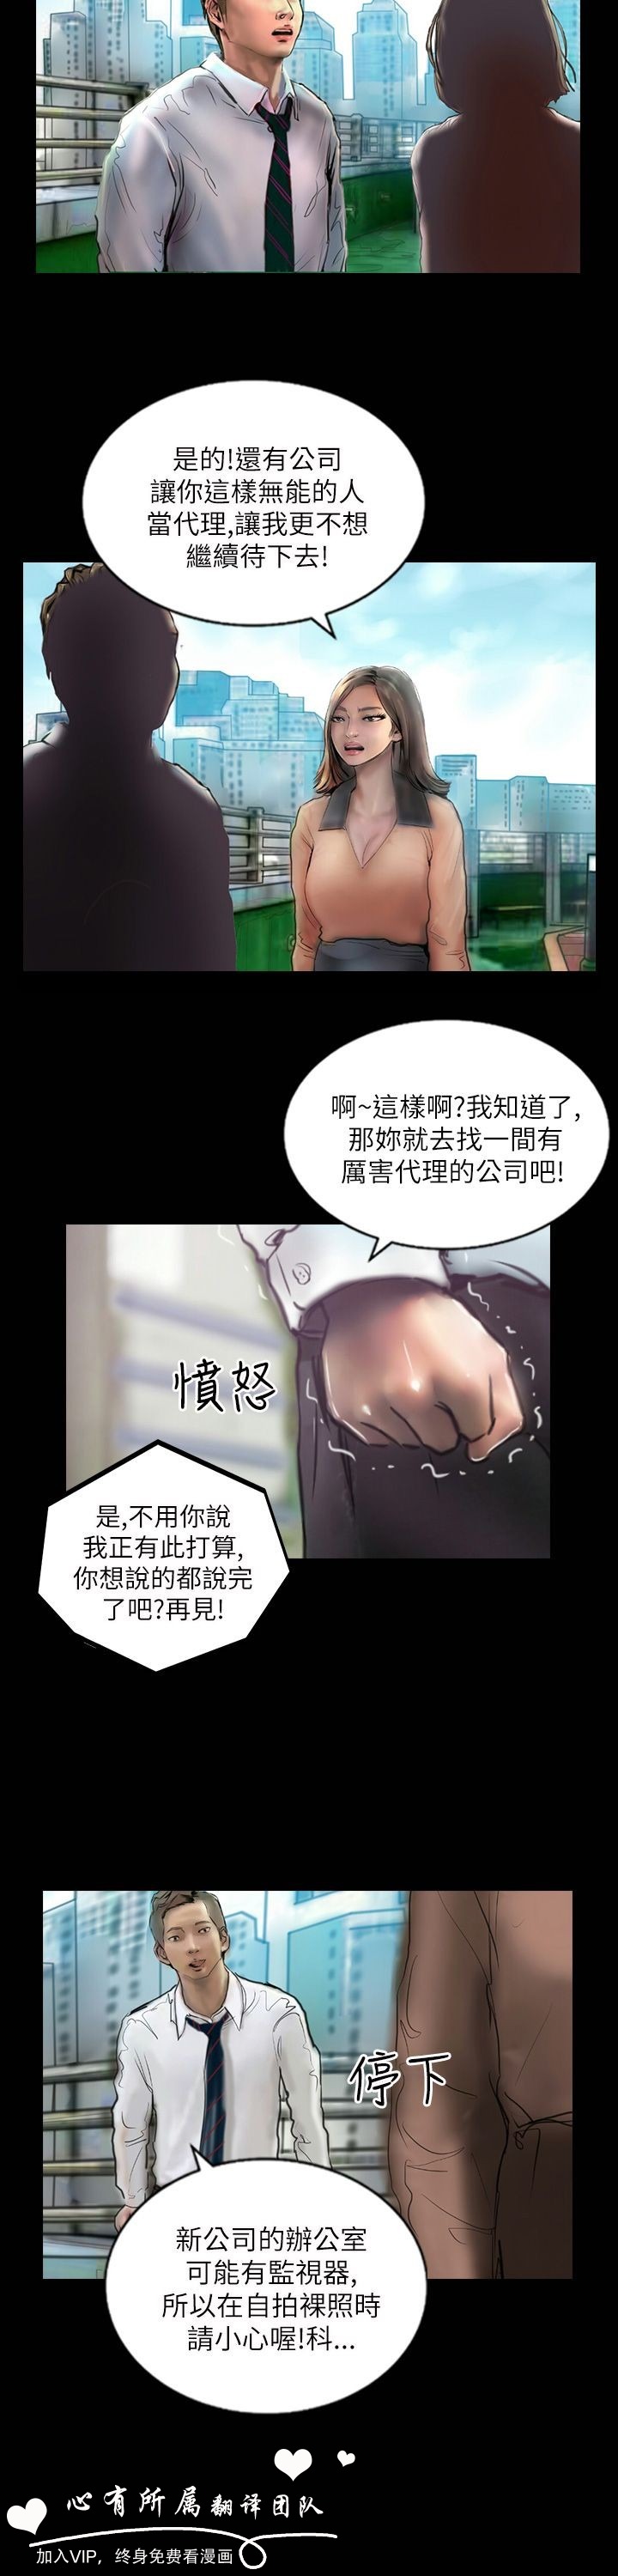 是的!還有公司
讓你這樣無能的人
當代理,讓我更不想
繼續待下去!
啊~這樣啊?我知道了,
那妳就去找一間有
厲害代理的公司吧!
憤怒
是,不用你說
我正有此打算,
你想說的都說完
了吧?再見!
停下
新公司的辦公室
可能有監視器,
所以在自拍裸照時
請小心喔!科...
心有所属翻译团队
加入VIP，终身免费看漫画